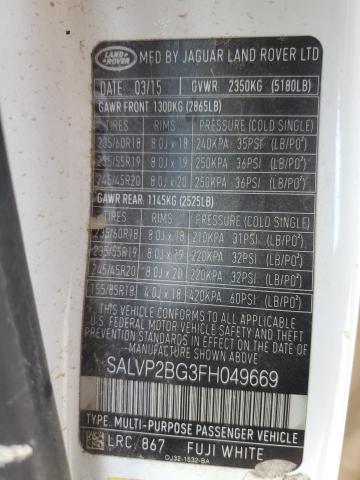 LAND ROVER MFD BY JAGUAR LAND ROVER LTD
DATE 03/15 GVWR: 2350KG (5180LB)
GAWR FRONT 1300KG (2865LB)
TIRES RIMS PRESSURE (COLD SINGLE)
235/60R18 8.0J x 18 240KPA 35PSI (LB/PO²)
235/55R19 8.0J x 19 250KPA 36PSI (LB/PO²)
245/45R20 8.0J x 20 250KPA 36PSI (LB/PO²)
GAWR REAR 1145KG (2525LB)
TIRES RIMS PRESSURE (COLD SINGLE)
235/60R18 8.0J x 18 210KPA 31PSI (LB/PO²)
235/55R19 8.0J x 19 220KPA 32PSI (LB/PO²)
245/45R20 8.0J x 20 220KPA 32PSI (LB/PO²)
155/85R18 4.0J x 18 420KPA 60PSI (LB/PO²)
THIS VEHICLE CONFORMS TO ALL APPLICABLE
FEDERAL MOTOR VEHICLE SAFETY
STANDARDS IN EFFECT ON THE DATE OF
MANUFACTURE SHOWN ABOVE.
SALVP2BG3FH049669
TYPE: MULTI-PURPOSE PASSENGER VEHICLE
LRC 867 FUJI WHITE
DJ32-1532-BA